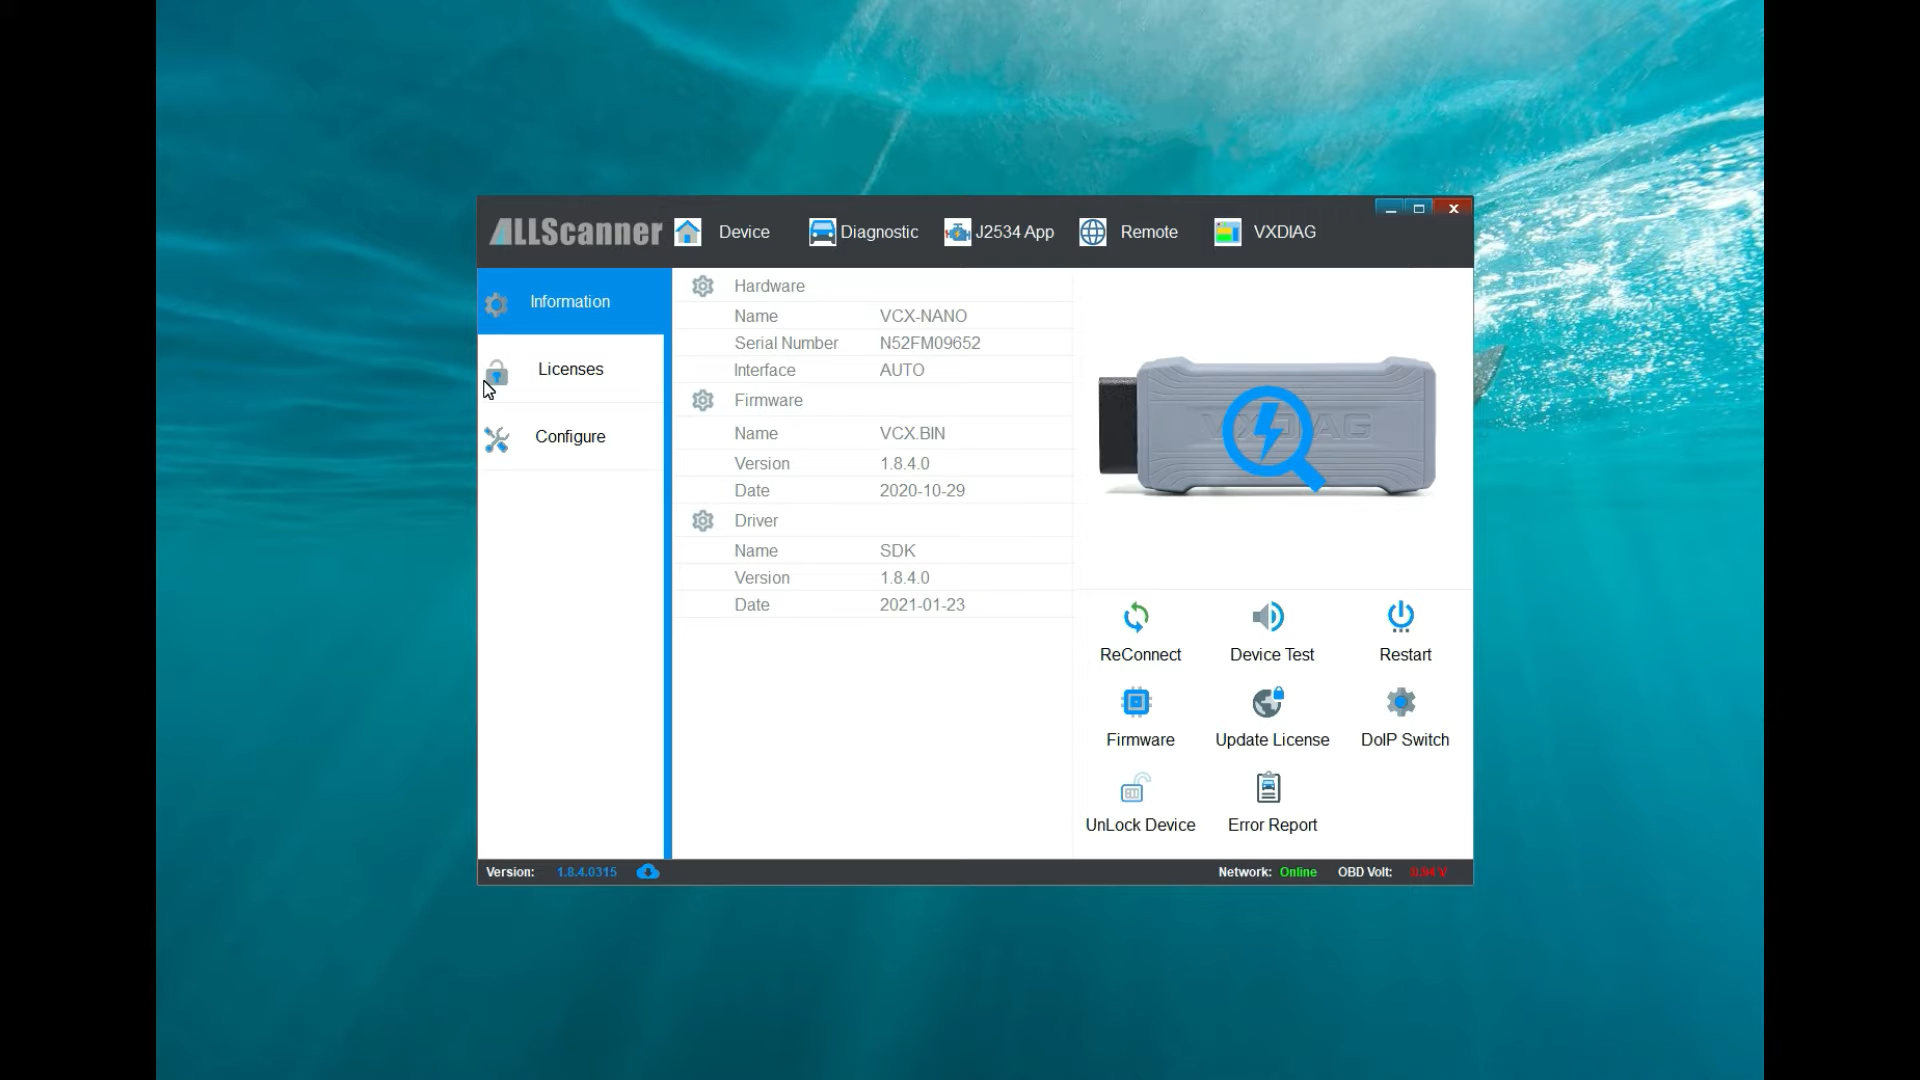 ALLScanner Device Diagnostic J2534 App Remote VXDIAG
Information
Licenses
Configure
Hardware
Name VCX-NANO
Serial Number N52FM09652
Interface AUTO
Firmware
Name VCX.BIN
Version 1.8.4.0
Date 2020-10-29
Driver
Name SDK
Version 1.8.4.0
Date 2021-01-23
VXDIAG
ReConnect Device Test Restart
Firmware Update License DoIP Switch
UnLock Device Error Report
Version: 1.8.4.0315 Network: Online OBD Volt: